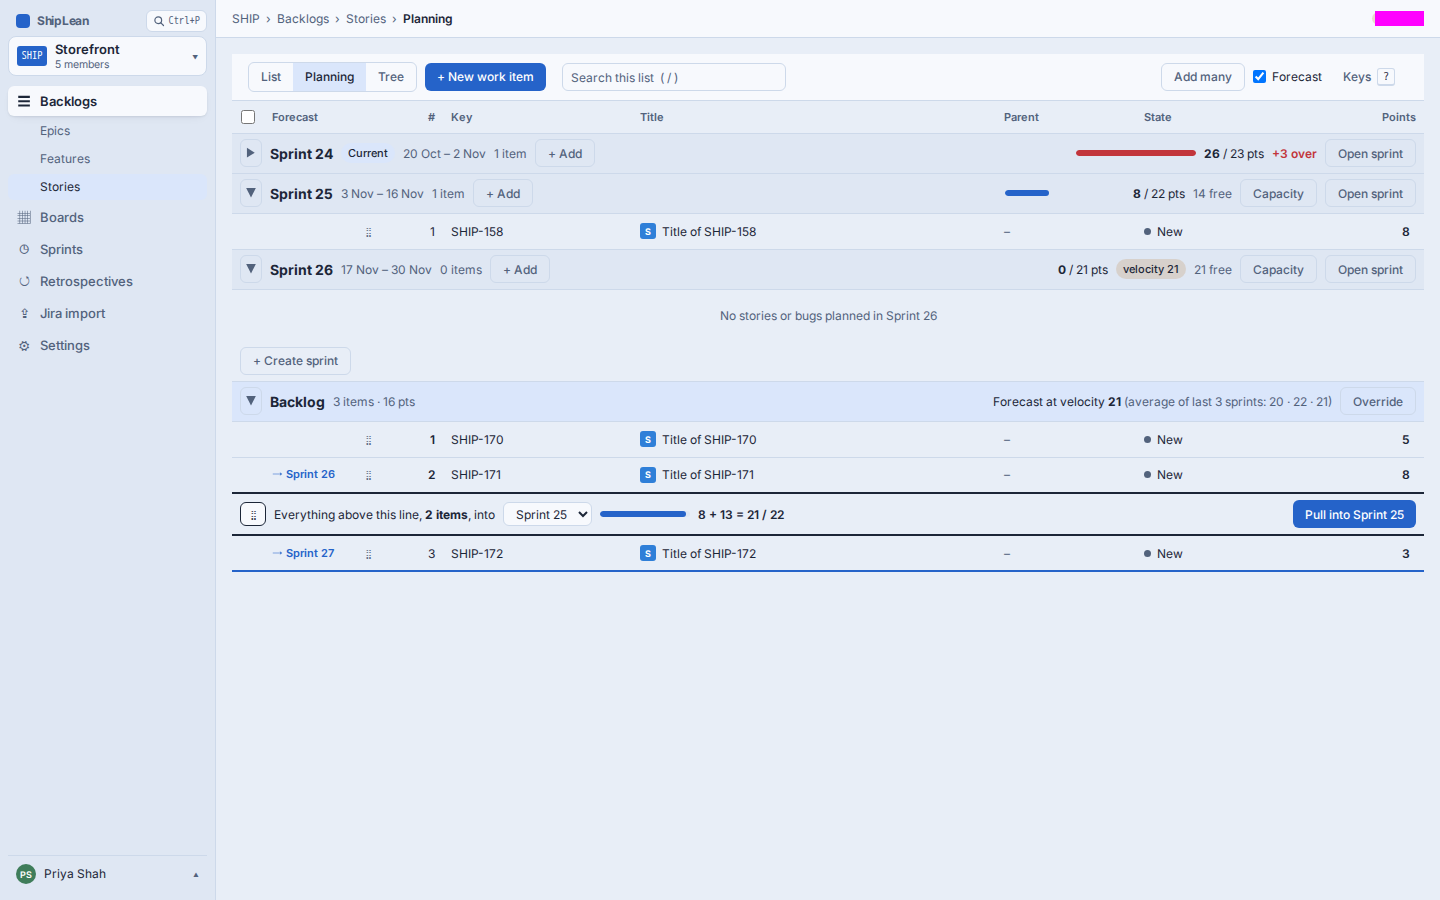 ShipLean Ctrl+P
SHIP Storefront
5 members
Backlogs
Epics
Features
Stories
Boards
Sprints
Retrospectives
Jira import
Settings
PS Priya Shah
SHIP › Backlogs › Stories › Planning
List Planning Tree + New work item Search this list ( / ) Add many Forecast Keys ?
Forecast # Key Title Parent State Points
Sprint 24 Current 20 Oct – 2 Nov 1 item + Add 26 / 23 pts +3 over Open sprint
Sprint 25 3 Nov – 16 Nov 1 item + Add 8 / 22 pts 14 free Capacity Open sprint
1 SHIP-158 S Title of SHIP-158 – New 8
Sprint 26 17 Nov – 30 Nov 0 items + Add 0 / 21 pts velocity 21 21 free Capacity Open sprint
No stories or bugs planned in Sprint 26
+ Create sprint
Backlog 3 items · 16 pts Forecast at velocity 21 (average of last 3 sprints: 20 · 22 · 21) Override
1 SHIP-170 S Title of SHIP-170 – New 5
→ Sprint 26 2 SHIP-171 S Title of SHIP-171 – New 8
Everything above this line, 2 items, into Sprint 25 8 + 13 = 21 / 22 Pull into Sprint 25
→ Sprint 27 3 SHIP-172 S Title of SHIP-172 – New 3